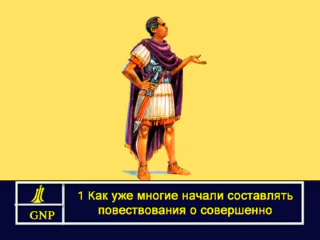 1 Как уже многие начали составлять
повествования о совершенно
GNP